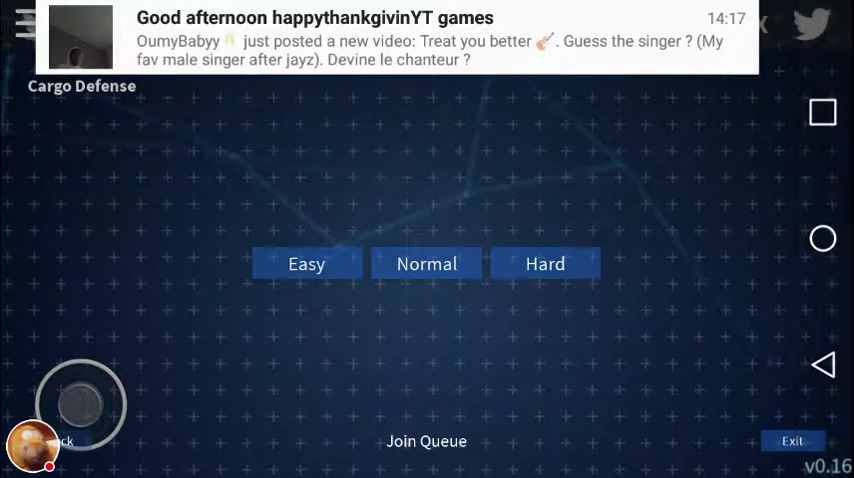 Good afternoon happythankgivinYT games
14:17
OumyBabyy🥂 just posted a new video: Treat you better 🎸. Guess the singer ? (My
fav male singer after jayz). Devine le chanteur ?
Cargo Defense
Easy
Normal
Hard
ck
Join Queue
Exit
v0.16